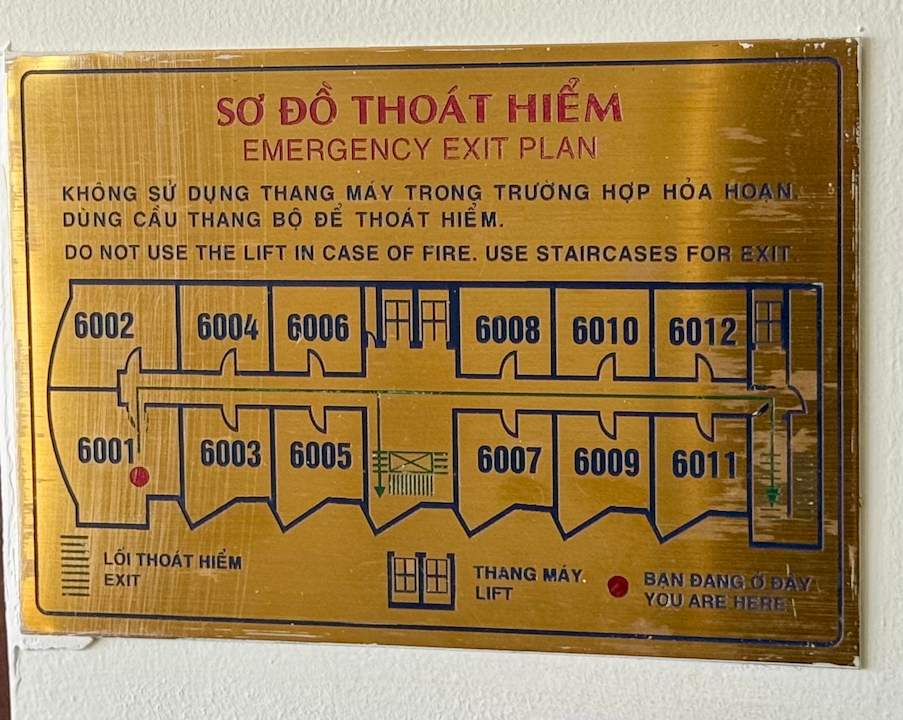 SƠ ĐỒ THOÁT HIỂM
EMERGENCY EXIT PLAN
KHÔNG SỬ DỤNG THANG MÁY TRONG TRƯỜNG HỢP HỎA HOẠN.
DÙNG CẦU THANG BỘ ĐỂ THOÁT HIỂM.
DO NOT USE THE LIFT IN CASE OF FIRE. USE STAIRCASES FOR EXIT
6002 6004 6006 6008 6010 6012
6001 6003 6005 6007 6009 6011
LỐI THOÁT HIỂM
EXIT
THANG MÁY
LIFT
BẠN ĐANG Ở ĐÂY
YOU ARE HERE